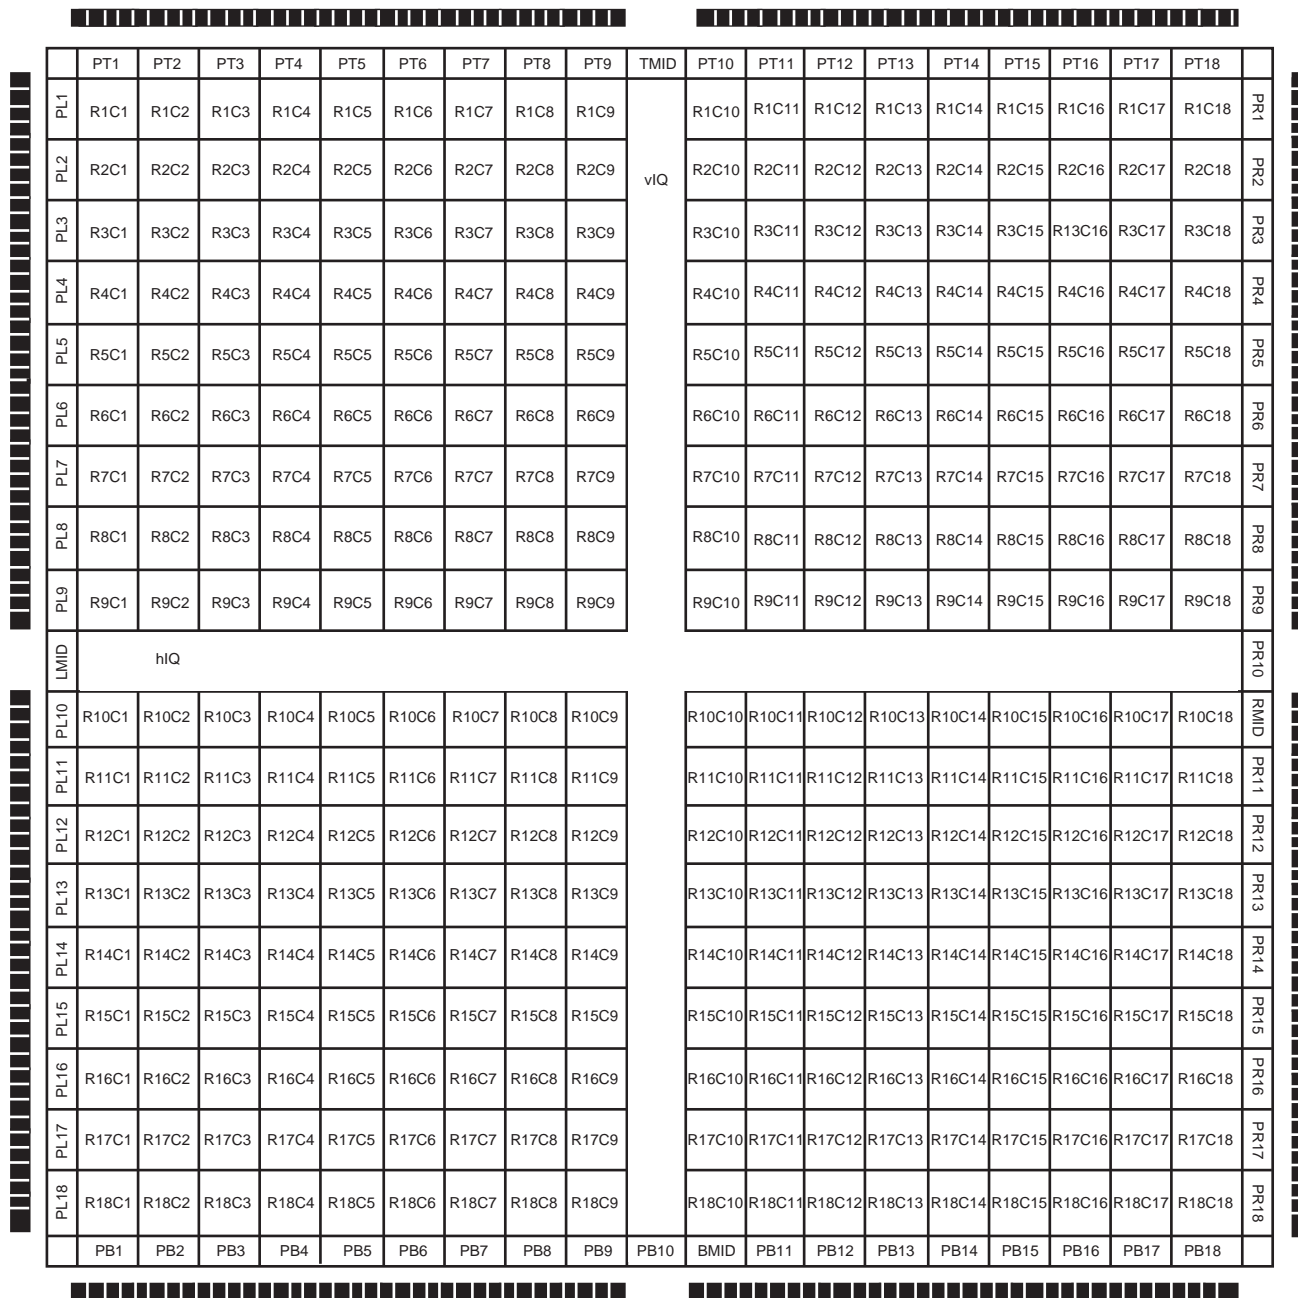 PT1 PT2 PT3 PT4 PT5 PT6 PT7 PT8 PT9 TMID PT10 PT11 PT12 PT13 PT14 PT15 PT16 PT17 PT18
PL1 R1C1 R1C2 R1C3 R1C4 R1C5 R1C6 R1C7 R1C8 R1C9 R1C10 R1C11 R1C12 R1C13 R1C14 R1C15 R1C16 R1C17 R1C18 PR1
PL2 R2C1 R2C2 R2C3 R2C4 R2C5 R2C6 R2C7 R2C8 R2C9 vIQ R2C10 R2C11 R2C12 R2C13 R2C14 R2C15 R2C16 R2C17 R2C18 PR2
PL3 R3C1 R3C2 R3C3 R3C4 R3C5 R3C6 R3C7 R3C8 R3C9 R3C10 R3C11 R3C12 R3C13 R3C14 R3C15 R13C16 R3C17 R3C18 PR3
PL4 R4C1 R4C2 R4C3 R4C4 R4C5 R4C6 R4C7 R4C8 R4C9 R4C10 R4C11 R4C12 R4C13 R4C14 R4C15 R4C16 R4C17 R4C18 PR4
PL5 R5C1 R5C2 R5C3 R5C4 R5C5 R5C6 R5C7 R5C8 R5C9 R5C10 R5C11 R5C12 R5C13 R5C14 R5C15 R5C16 R5C17 R5C18 PR5
PL6 R6C1 R6C2 R6C3 R6C4 R6C5 R6C6 R6C7 R6C8 R6C9 R6C10 R6C11 R6C12 R6C13 R6C14 R6C15 R6C16 R6C17 R6C18 PR6
PL7 R7C1 R7C2 R7C3 R7C4 R7C5 R7C6 R7C7 R7C8 R7C9 R7C10 R7C11 R7C12 R7C13 R7C14 R7C15 R7C16 R7C17 R7C18 PR7
PL8 R8C1 R8C2 R8C3 R8C4 R8C5 R8C6 R8C7 R8C8 R8C9 R8C10 R8C11 R8C12 R8C13 R8C14 R8C15 R8C16 R8C17 R8C18 PR8
PL9 R9C1 R9C2 R9C3 R9C4 R9C5 R9C6 R9C7 R9C8 R9C9 R9C10 R9C11 R9C12 R9C13 R9C14 R9C15 R9C16 R9C17 R9C18 PR9
LMID hIQ PR10
PL10 R10C1 R10C2 R10C3 R10C4 R10C5 R10C6 R10C7 R10C8 R10C9 R10C10 R10C11 R10C12 R10C13 R10C14 R10C15 R10C16 R10C17 R10C18 RMID
PL11 R11C1 R11C2 R11C3 R11C4 R11C5 R11C6 R11C7 R11C8 R11C9 R11C10 R11C11 R11C12 R11C13 R11C14 R11C15 R11C16 R11C17 R11C18 PR11
PL12 R12C1 R12C2 R12C3 R12C4 R12C5 R12C6 R12C7 R12C8 R12C9 R12C10 R12C11 R12C12 R12C13 R12C14 R12C15 R12C16 R12C17 R12C18 PR12
PL13 R13C1 R13C2 R13C3 R13C4 R13C5 R13C6 R13C7 R13C8 R13C9 R13C10 R13C11 R13C12 R13C13 R13C14 R13C15 R13C16 R13C17 R13C18 PR13
PL14 R14C1 R14C2 R14C3 R14C4 R14C5 R14C6 R14C7 R14C8 R14C9 R14C10 R14C11 R14C12 R14C13 R14C14 R14C15 R14C16 R14C17 R14C18 PR14
PL15 R15C1 R15C2 R15C3 R15C4 R15C5 R15C6 R15C7 R15C8 R15C9 R15C10 R15C11 R15C12 R15C13 R15C14 R15C15 R15C16 R15C17 R15C18 PR15
PL16 R16C1 R16C2 R16C3 R16C4 R16C5 R16C6 R16C7 R16C8 R16C9 R16C10 R16C11 R16C12 R16C13 R16C14 R16C15 R16C16 R16C17 R16C18 PR16
PL17 R17C1 R17C2 R17C3 R17C4 R17C5 R17C6 R17C7 R17C8 R17C9 R17C10 R17C11 R17C12 R17C13 R17C14 R17C15 R17C16 R17C17 R17C18 PR17
PL18 R18C1 R18C2 R18C3 R18C4 R18C5 R18C6 R18C7 R18C8 R18C9 R18C10 R18C11 R18C12 R18C13 R18C14 R18C15 R18C16 R18C17 R18C18 PR18
PB1 PB2 PB3 PB4 PB5 PB6 PB7 PB8 PB9 PB10 BMID PB11 PB12 PB13 PB14 PB15 PB16 PB17 PB18